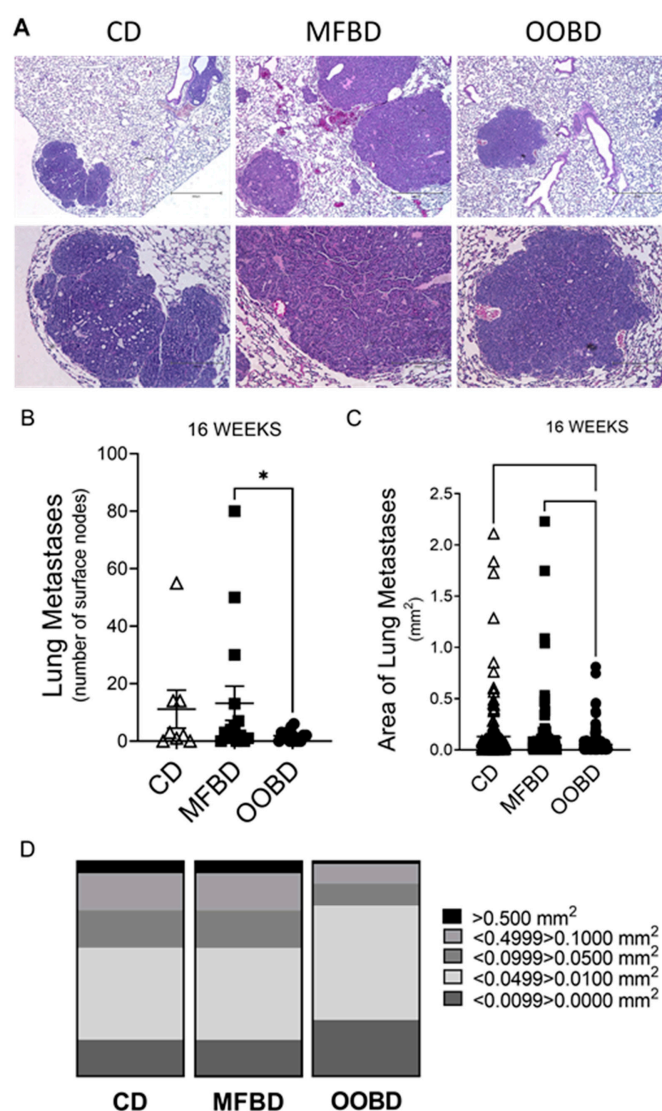 A
CD MFBD OOBD
B
16 WEEKS
*
100
80
60
40
20
0
Lung Metastases
(number of surface nodes)
CD MFBD OOBD
C
16 WEEKS
2.5
2.0
1.5
1.0
0.5
0.0
Area of Lung Metastases
(mm²)
CD MFBD OOBD
D
>0.500 mm²
<0.4999>0.1000 mm²
<0.0999>0.0500 mm²
<0.0499>0.0100 mm²
<0.0099>0.0000 mm²
CD MFBD OOBD